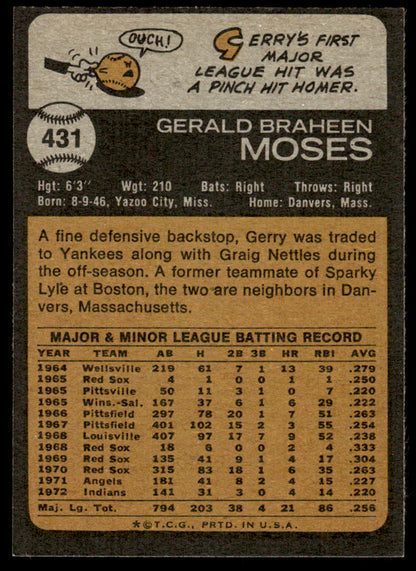 OUCH!
GERRY'S FIRST
MAJOR
LEAGUE HIT WAS
A PINCH HIT HOMER.
431
GERALD BRAHEEN
MOSES
Hgt: 6'3" Wgt: 210 Bats: Right Throws: Right
Born: 8-9-46, Yazoo City, Miss. Home: Danvers, Mass.
A fine defensive backstop, Gerry was traded
to Yankees along with Graig Nettles during
the off-season. A former teammate of Sparky
Lyle at Boston, the two are neighbors in Dan-
vers, Massachusetts.
MAJOR & MINOR LEAGUE BATTING RECORD
YEAR TEAM AB H 2B 3B HR RBI AVG
1964 Wellsville 219 61 7 1 13 39 .279
1965 Red Sox 4 1 0 0 1 1 .250
1965 Pittsville 50 11 5 1 0 7 .220
1965 Wins.-Sal. 167 37 6 1 6 29 .222
1966 Pittsfield 297 78 20 1 7 51 .263
1967 Pittsfield 401 102 15 2 3 55 .254
1968 Louisville 407 97 17 7 9 52 .238
1968 Red Sox 18 6 0 0 2 4 .333
1969 Red Sox 135 41 9 1 4 17 .304
1970 Red Sox 315 83 18 1 6 35 .263
1971 Angels 181 41 8 2 4 15 .227
1972 Indians 141 31 3 0 4 14 .220
Maj. Lg. Tot. 794 203 38 4 21 86 .256
*©T.C.G., PRTD. IN U.S.A.